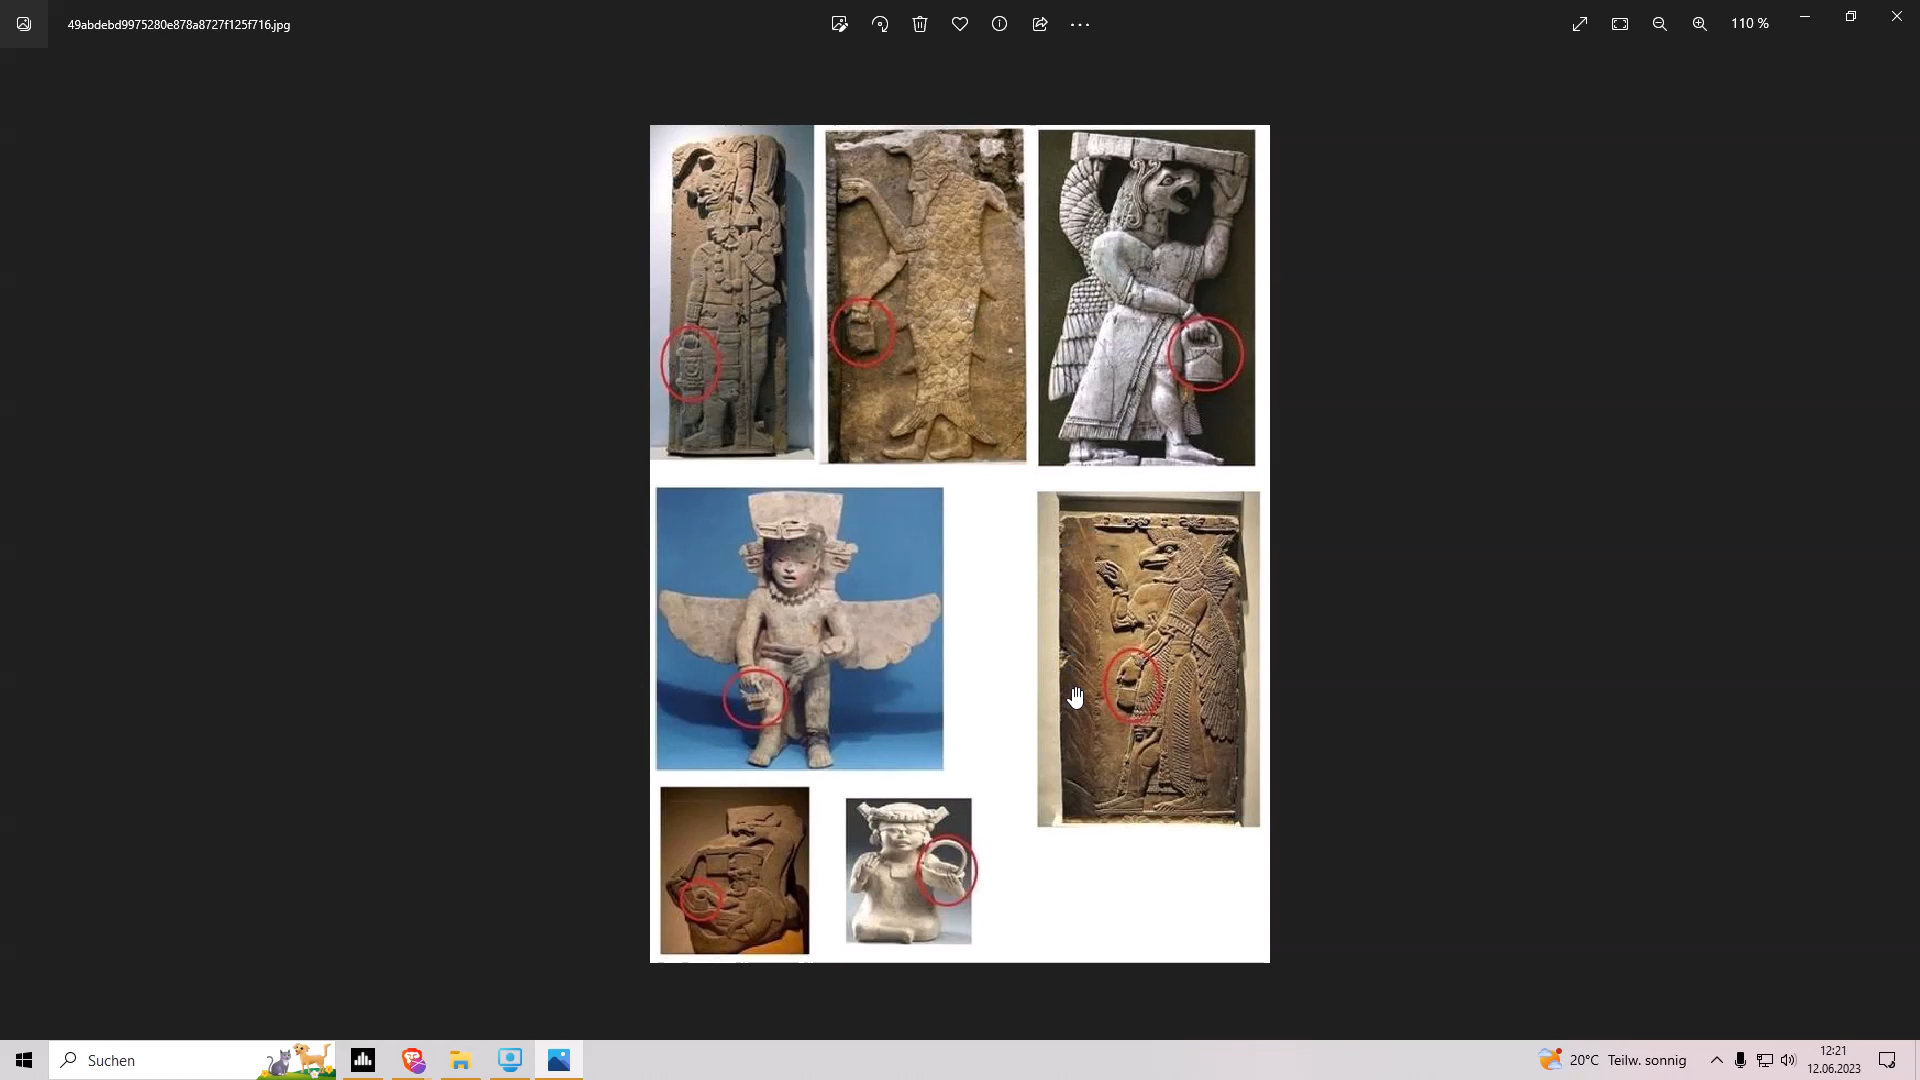 49abdebd9975280e878a8727f125f716.jpg
110 %
Suchen
20°C Teilw. sonnig
12:21
12.06.2023